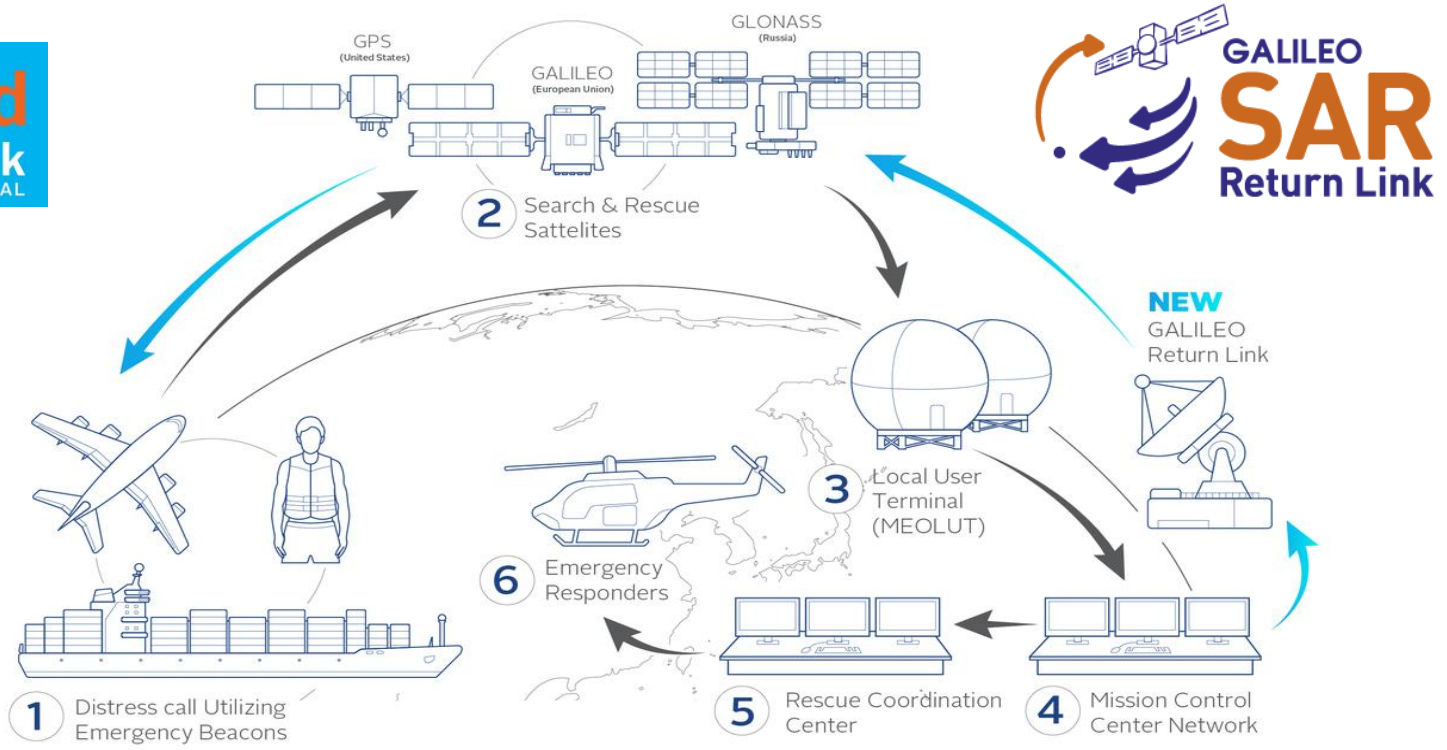 GPS
(United States)
GALILEO
(European Union)
GLONASS
(Russia)
GALILEO
SAR
Return Link
d
k
AL
2
Search & Rescue
Sattelites
NEW
GALILEO
Return Link
3
Local User
Terminal
(MEOLUT)
6
Emergency
Responders
1
Distress call Utilizing
Emergency Beacons
5
Rescue Coordination
Center
4
Mission Control
Center Network